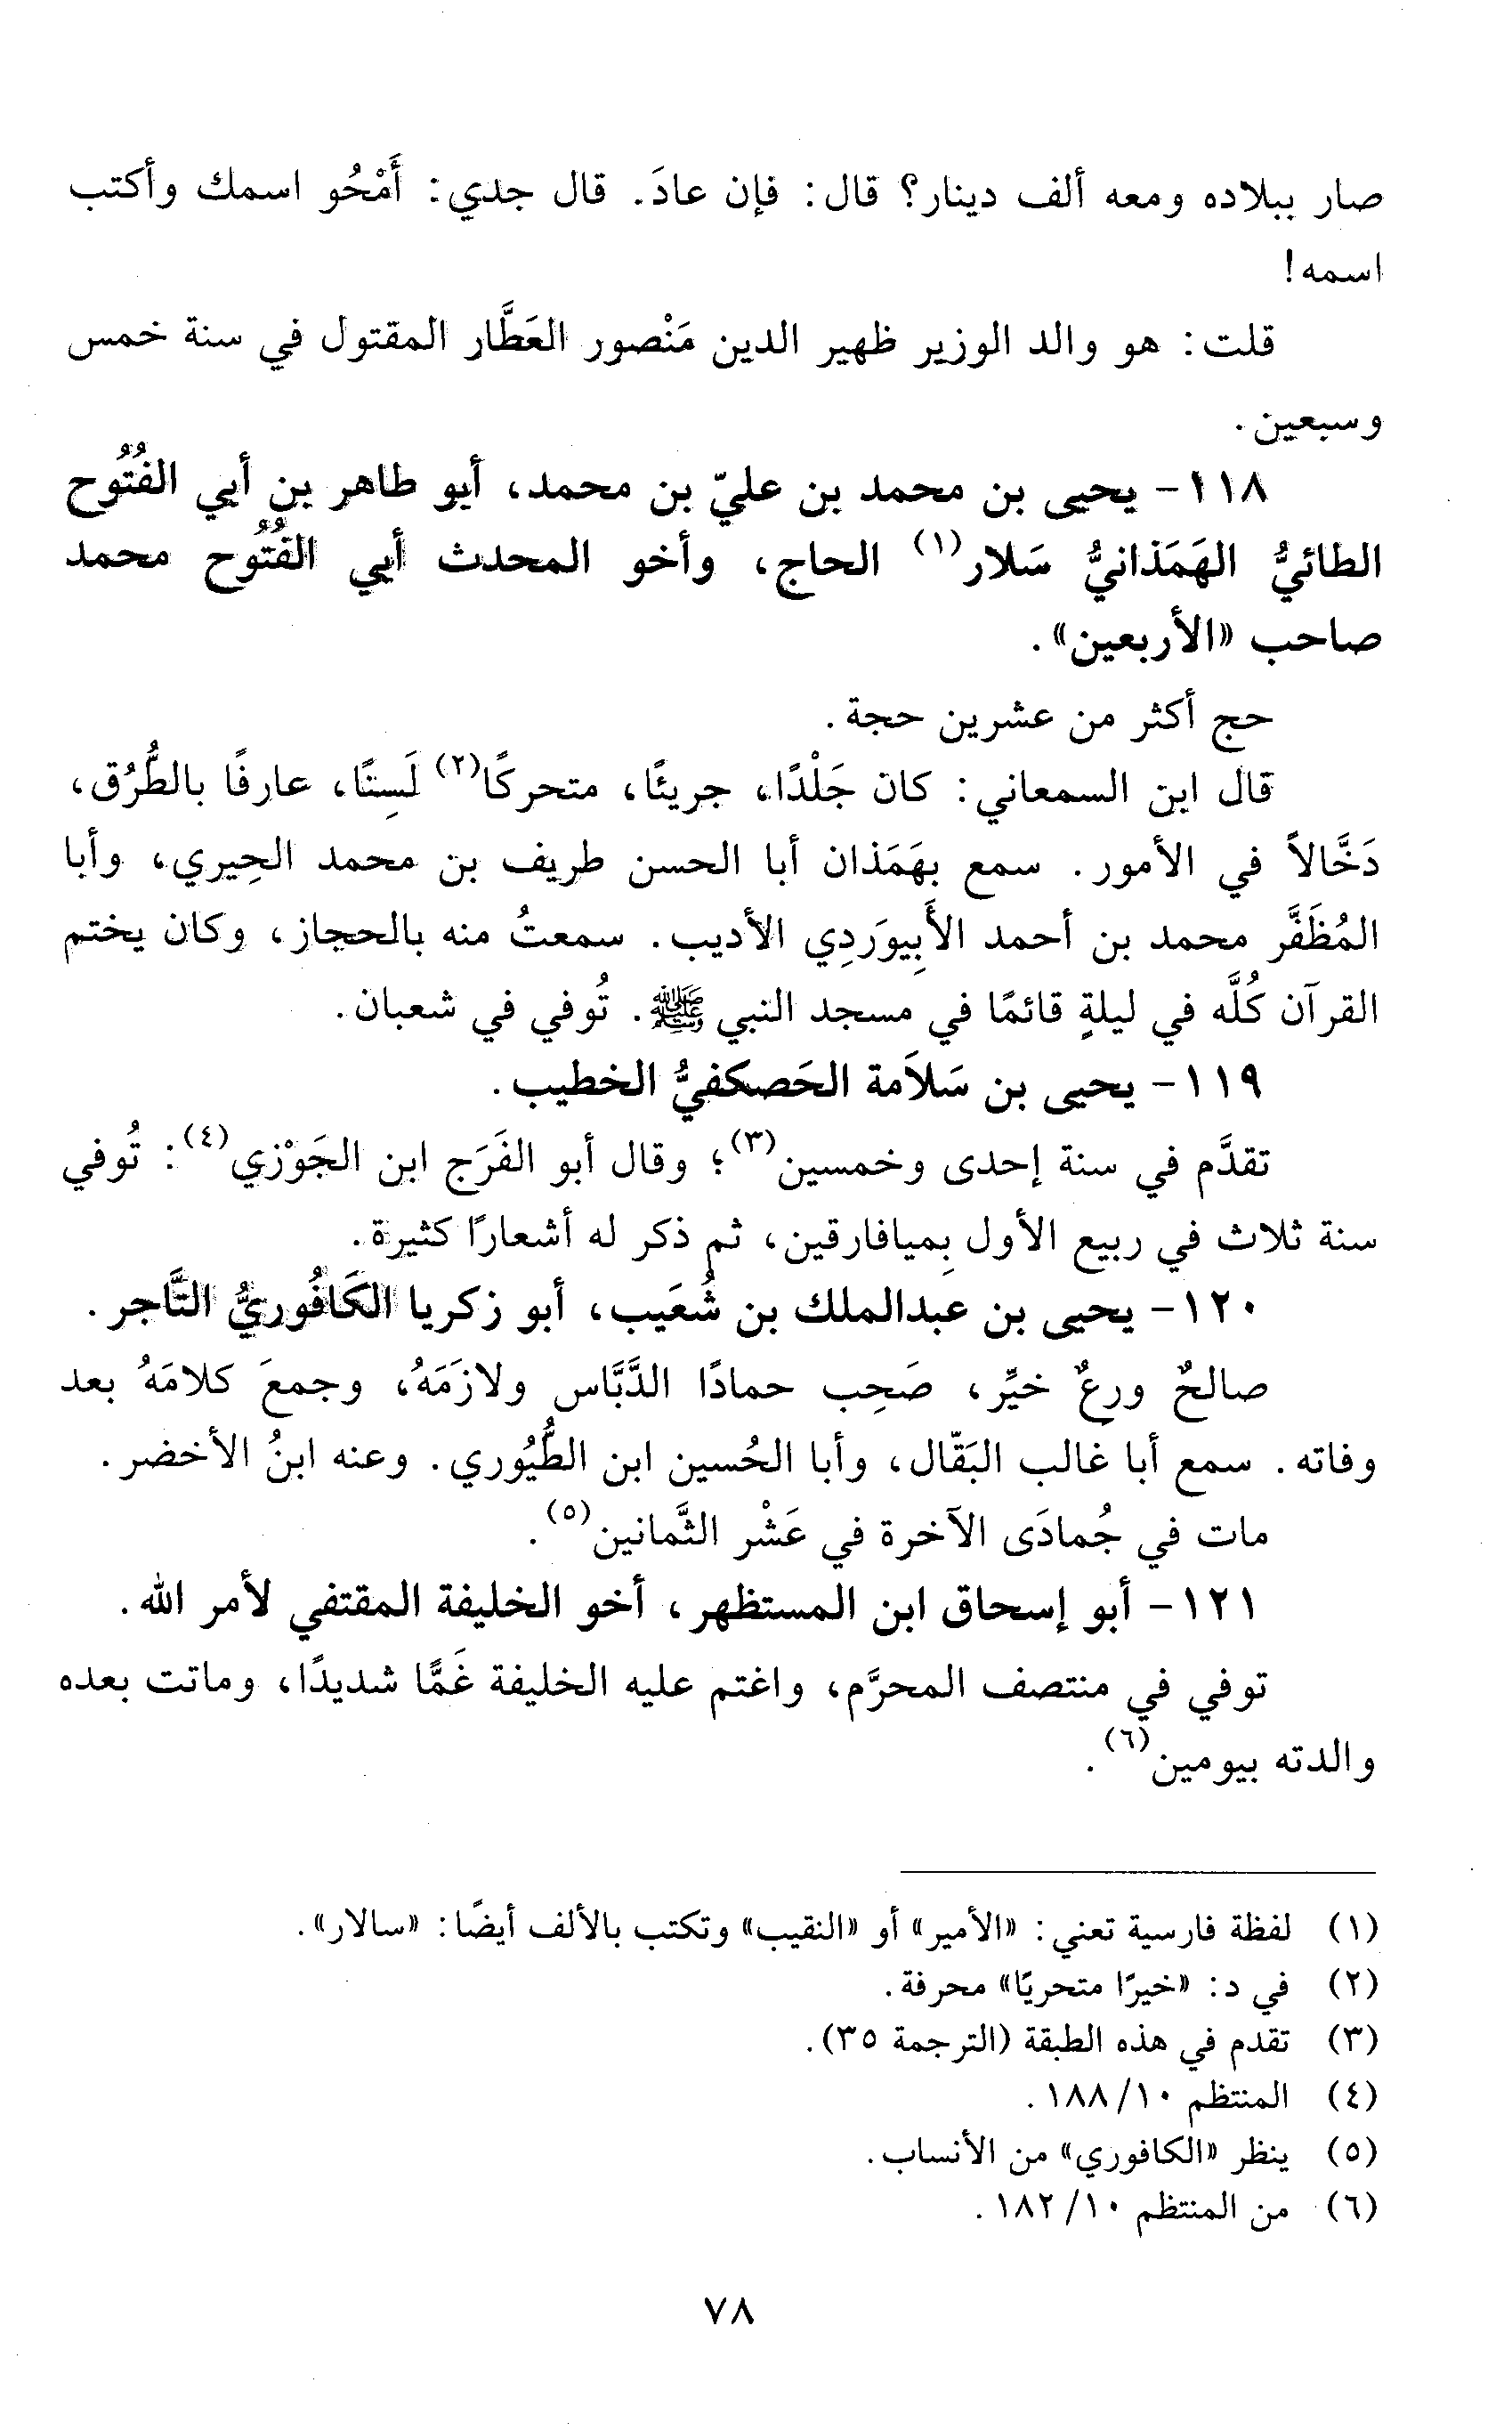 صار ببلاده ومعه ألف دينار؟ قال: فإن عادَ. قال جدي: أَمْحُو اسمك وأكتب
اسمه!
قلت: هو والد الوزير ظهير الدين مَنْصور العَطَّار المقتول في سنة خمس
وسبعين.
١١٨- يحيى بن محمد بن عليّ بن محمد، أبو طاهر بن أبي الفُتُوح
الطائيُّ الهَمَذانيُّ سَلار(١) الحاج، وأخو المحدث أبي الفُتُوح محمد
صاحب «الأربعين».
حج أكثر من عشرين حجة.
قال ابن السمعاني: كان جَلْدًا، جريئًا، متحركًا(٢) لَسِنًا، عارفًا بالطُّرُق،
دَخَّالاً في الأمور. سمع بهَمَذان أبا الحسن طريف بن محمد الحِيري، وأبا
المُظَفَّر محمد بن أحمد الأَبِيوَردِي الأديب. سمعتُ منه بالحجاز، وكان يختم
القرآن كُلَّه في ليلةٍ قائمًا في مسجد النبي ﷺ. تُوفي في شعبان.
١١٩- يحيى بن سَلاَمة الحَصكفيُّ الخطيب.
تقدَّم في سنة إحدى وخمسين(٣)؛ وقال أبو الفَرَج ابن الجَوْزي(٤): تُوفي
سنة ثلاث في ربيع الأول بِميافارقين، ثم ذكر له أشعارًا كثيرة.
١٢٠- يحيى بن عبدالملك بن شُعَيب، أبو زكريا الكَافُوريُّ التَّاجر.
صالحٌ ورعٌ خيِّر، صَحِب حمادًا الدَّبَّاس ولازَمَهُ، وجمعَ كلامَهُ بعد
وفاته. سمع أبا غالب البَقّال، وأبا الحُسين ابن الطُّيُوري. وعنه ابنُ الأخضر.
مات في جُمادَى الآخرة في عَشْر الثَّمانين(٥).
١٢١- أبو إسحاق ابن المستظهر، أخو الخليفة المقتفي لأمر الله.
توفي في منتصف المحرَّم، واغتم عليه الخليفة غَمًّا شديدًا، وماتت بعده
والدته بيومين(٦).
(١) لفظة فارسية تعني: «الأمير» أو «النقيب» وتكتب بالألف أيضًا: «سالار».
(٢) في د: «خيرًا متحريًا» محرفة.
(٣) تقدم في هذه الطبقة (الترجمة ٣٥).
(٤) المنتظم ١٠/ ١٨٨.
(٥) ينظر «الكافوري» من الأنساب.
(٦) من المنتظم ١٠/ ١٨٢.
٧٨